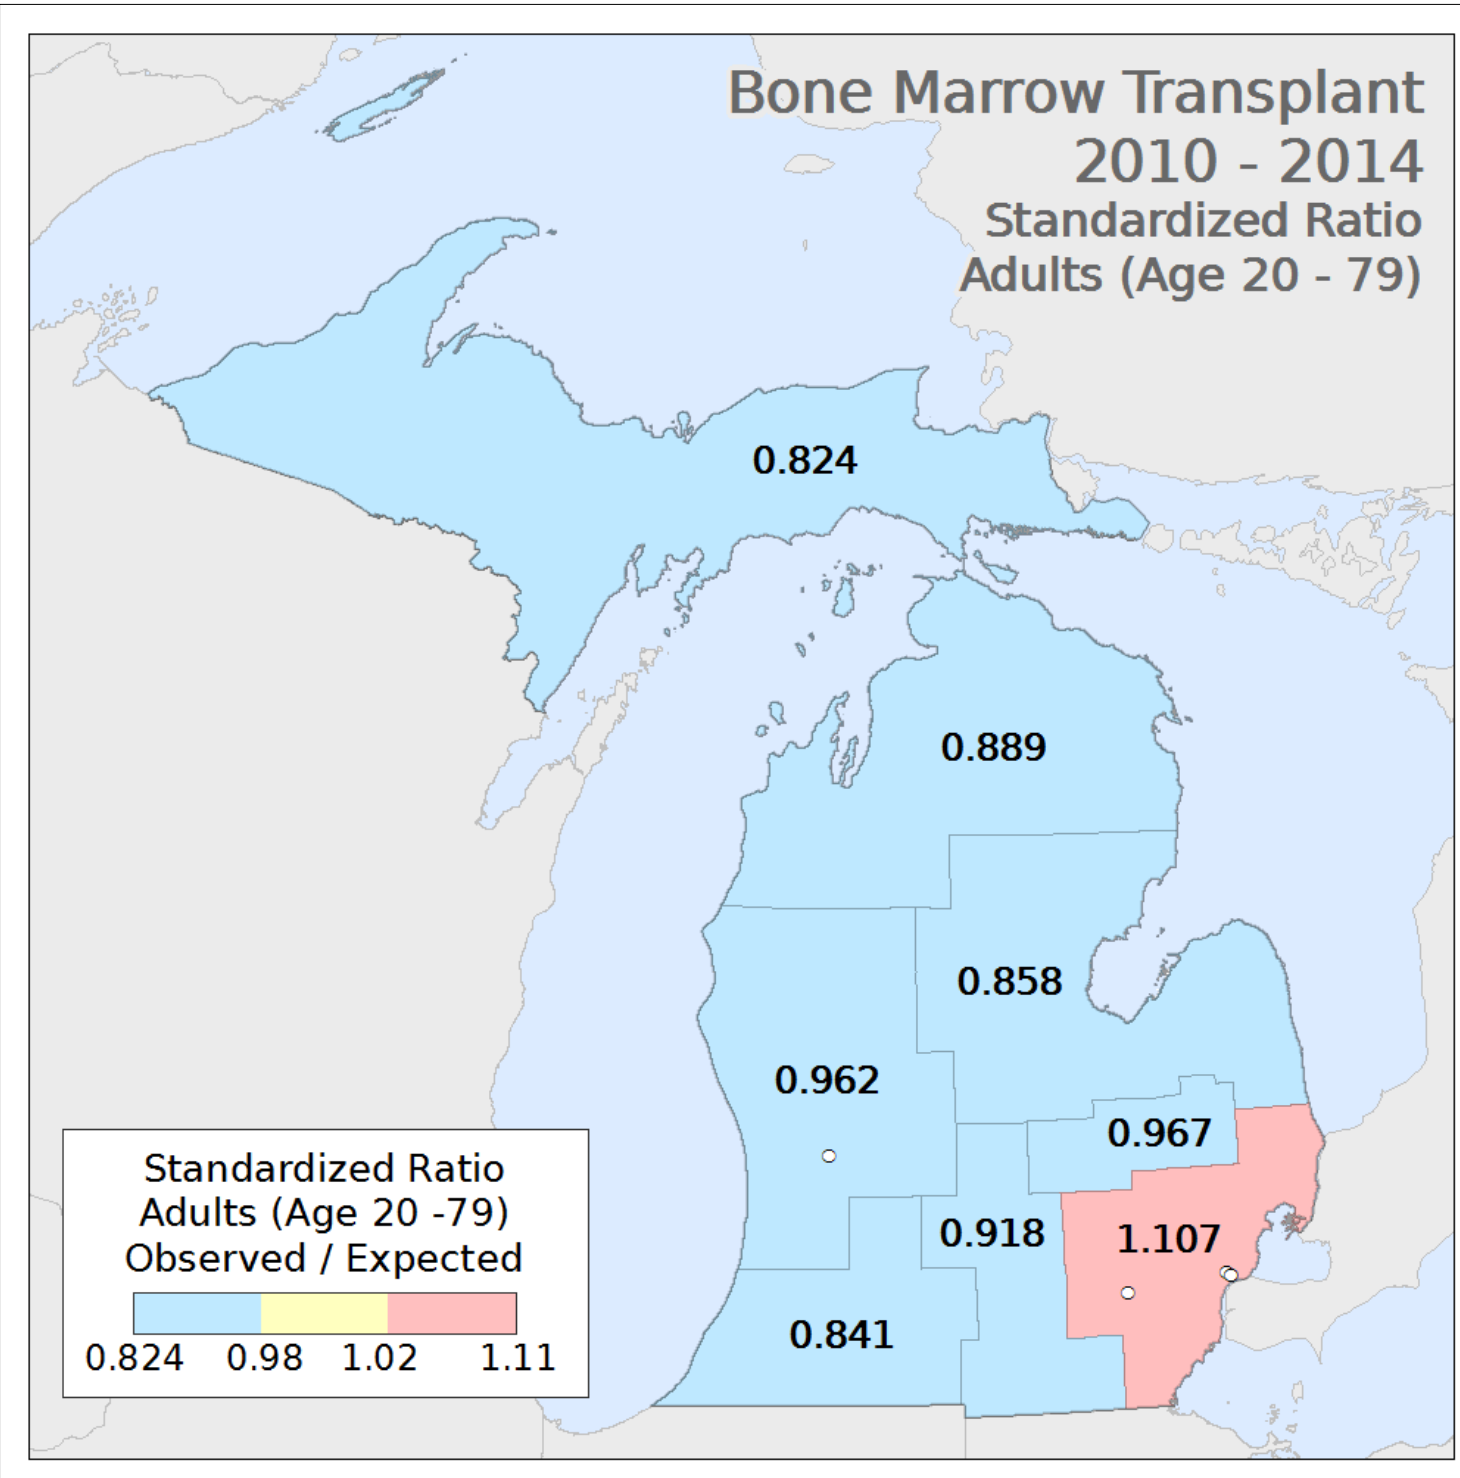 Bone Marrow Transplant
2010 - 2014
Standardized Ratio
Adults (Age 20 - 79)
0.824
0.889
0.858
0.962
0.967
0.918
1.107
0.841
Standardized Ratio
Adults (Age 20 -79)
Observed / Expected
0.824 0.98 1.02 1.11